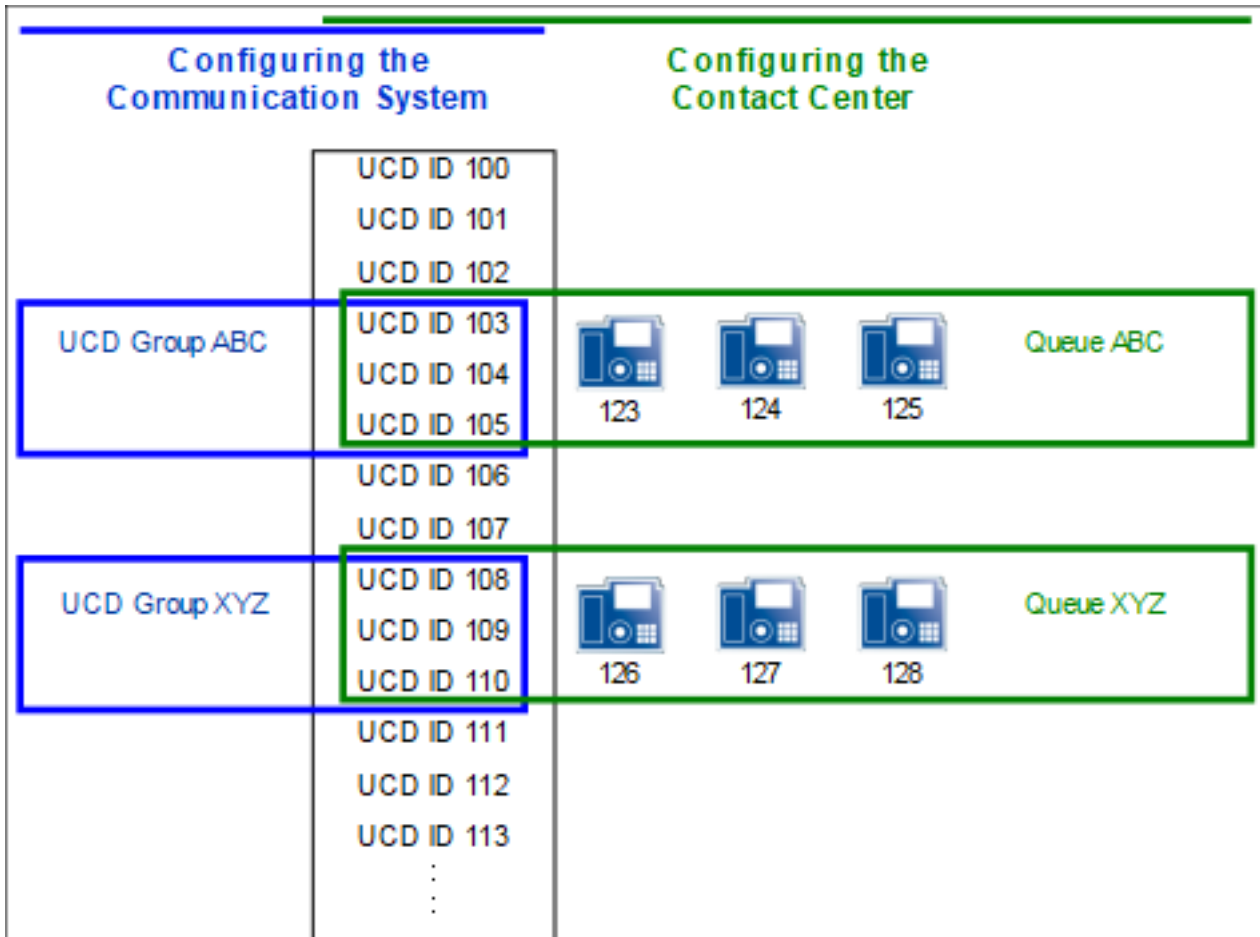 Configuring the
Communication System
Configuring the
Contact Center
UCD ID 100
UCD ID 101
UCD ID 102
UCD Group ABC
UCD ID 103
UCD ID 104
UCD ID 105
123
124
125
Queue ABC
UCD ID 106
UCD ID 107
UCD Group XYZ
UCD ID 108
UCD ID 109
UCD ID 110
126
127
128
Queue XYZ
UCD ID 111
UCD ID 112
UCD ID 113